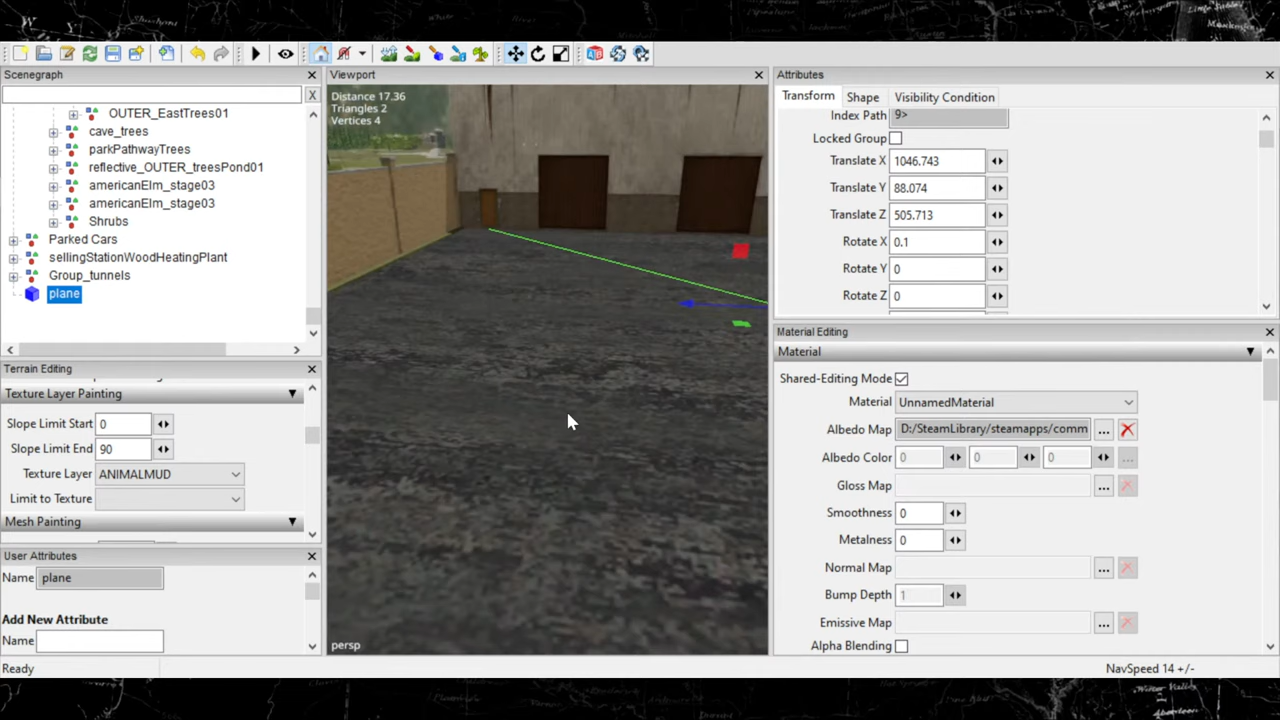 Scenegraph
X
OUTER_EastTrees01
cave_trees
parkPathwayTrees
reflective_OUTER_treesPond01
americanElm_stage03
americanElm_stage03
Shrubs
Parked Cars
sellingStationWoodHeatingPlant
Group_tunnels
plane
Terrain Editing
Texture Layer Painting
Slope Limit Start 0
Slope Limit End 90
Texture Layer ANIMALMUD
Limit to Texture
Mesh Painting
User Attributes
Name plane
Add New Attribute
Name
Ready
Viewport
Distance 17.36
Triangles 2
Vertices 4
persp
Attributes
Transform Shape Visibility Condition
Index Path 9>
Locked Group
Translate X 1046.743
Translate Y 88.074
Translate Z 505.713
Rotate X 0.1
Rotate Y 0
Rotate Z 0
Material Editing
Material
Shared-Editing Mode
Material UnnamedMaterial
Albedo Map D:/SteamLibrary/steamapps/comm ...
Albedo Color 0 0 0 ...
Gloss Map ...
Smoothness 0
Metalness 0
Normal Map ...
Bump Depth 1
Emissive Map ...
Alpha Blending
NavSpeed 14 +/-